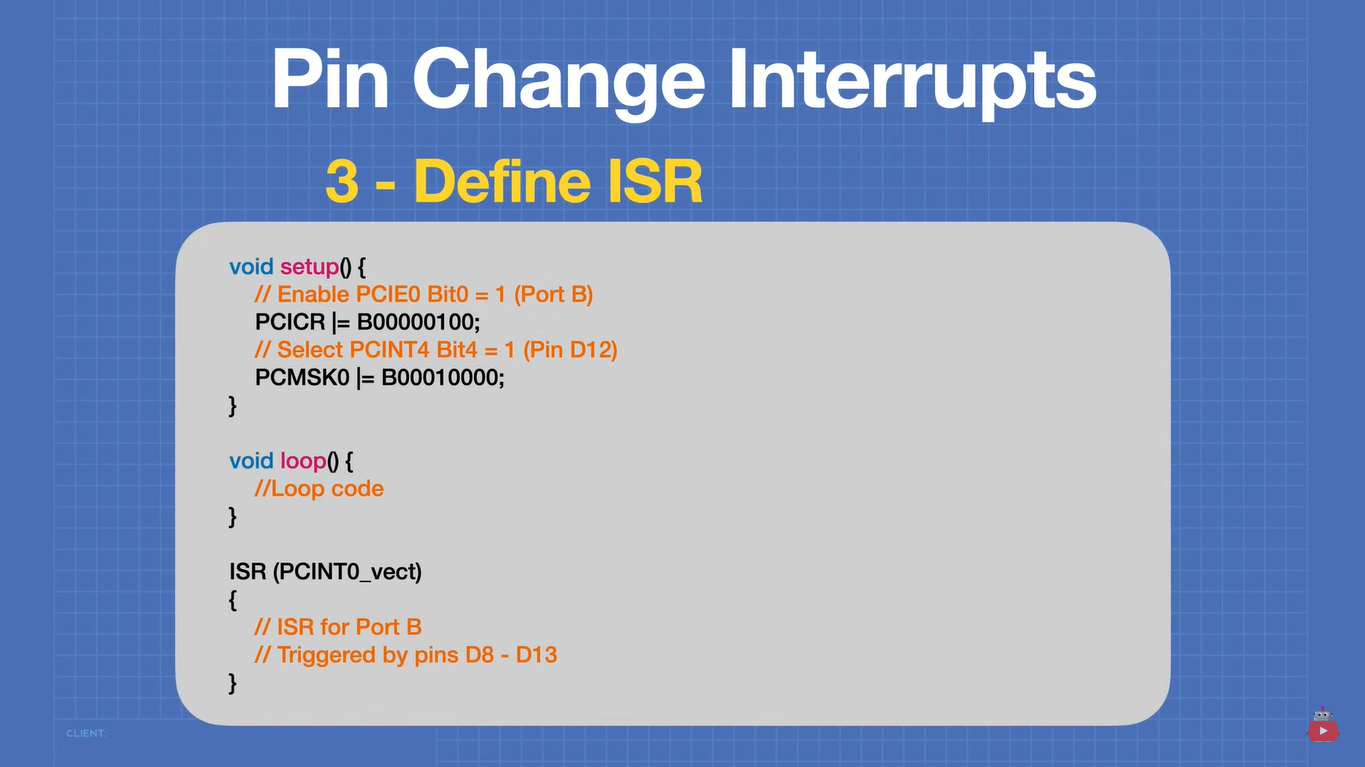 Pin Change Interrupts
3 - Define ISR
void setup() {
// Enable PCIE0 Bit0 = 1 (Port B)
PCICR |= B00000100;
// Select PCINT4 Bit4 = 1 (Pin D12)
PCMSK0 |= B00010000;
}
void loop() {
//Loop code
}
ISR (PCINT0_vect)
{
// ISR for Port B
// Triggered by pins D8 - D13
}
CLIENT: